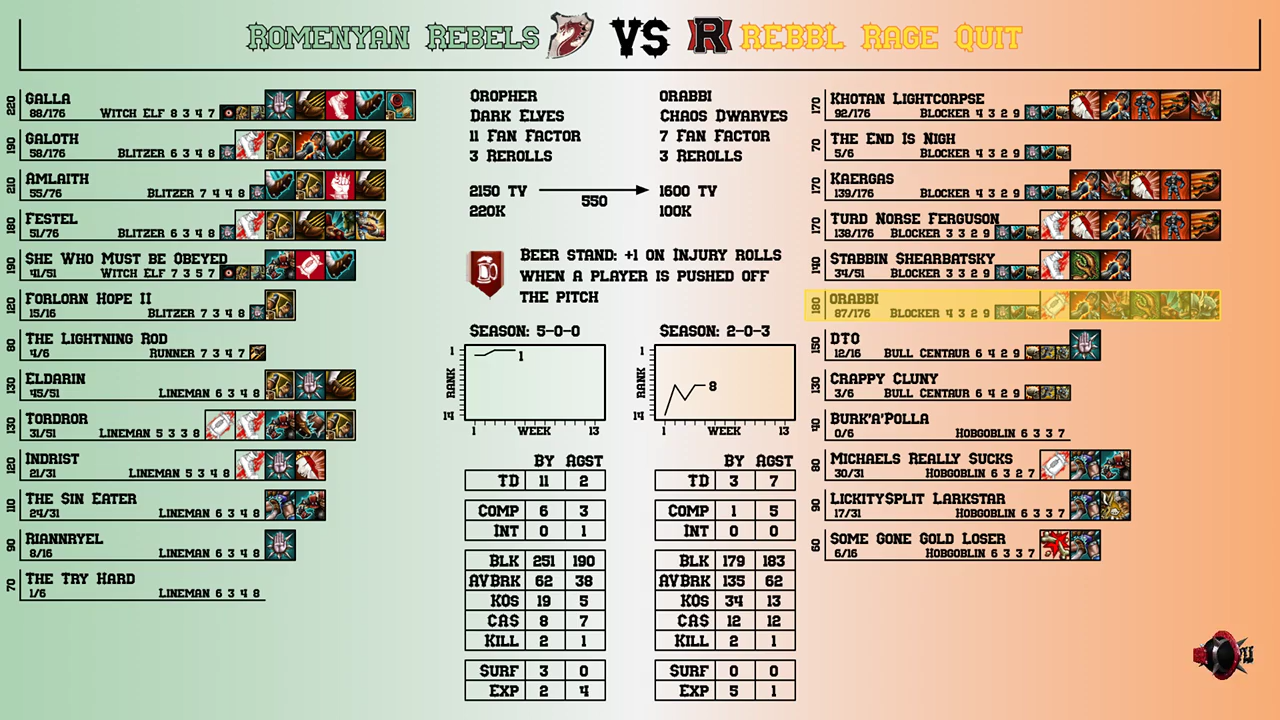 Romenyan Rebels VS REBBL Rage Quit
220 Galla
88/176 Witch Elf 8 3 4 7
190 Galoth
58/176 Blitzer 6 3 4 8
210 Amlaith
55/76 Blitzer 7 4 4 8
180 Festel
51/76 Blitzer 6 3 4 8
190 She Who Must be Obeyed
41/51 Witch Elf 7 3 5 7
120 Forlorn Hope II
15/16 Blitzer 7 3 4 8
80 The Lightning Rod
4/6 Runner 7 3 4 7
130 Eldarin
45/51 Lineman 6 3 4 8
130 Tordror
31/51 Lineman 5 3 3 8
120 Indrist
21/31 Lineman 5 3 4 8
110 The Sin Eater
24/31 Lineman 6 3 4 8
90 Riannryel
8/16 Lineman 6 3 4 8
70 The Try Hard
1/6 Lineman 6 3 4 8
Oropher
Dark Elves
11 Fan Factor
3 Rerolls
2150 TV
220K
550
Orabbi
Chaos Dwarves
7 Fan Factor
3 Rerolls
1600 TV
100K
Beer Stand: +1 on Injury rolls
when a player is pushed off
the pitch
Season: 5-0-0
1
14
Rank
1
1 Week 13
Season: 2-0-3
1
14
Rank
8
1 Week 13
By Agst
TD 11 2
Comp 6 3
Int 0 1
Blk 251 190
AvBrk 62 38
KOs 19 5
Cas 8 7
Kill 2 1
Surf 3 0
Exp 2 4
By Agst
TD 3 7
Comp 1 5
Int 0 0
Blk 179 183
AvBrk 135 62
KOs 34 13
Cas 12 12
Kill 2 1
Surf 0 0
Exp 5 1
170 Khotan Lightcorpse
92/176 Blocker 4 3 2 9
70 The End Is Nigh
5/6 Blocker 4 3 2 9
170 Kaergas
139/176 Blocker 4 3 2 9
170 Turd Norse Ferguson
138/176 Blocker 3 3 2 9
140 Stabbin Shearbatsky
34/51 Blocker 3 3 2 9
180 Orabbi
87/176 Blocker 4 3 2 9
150 DTO
12/16 Bull Centaur 6 4 2 9
130 Crappy Cluny
3/6 Bull Centaur 6 4 2 9
40 Burk'a'Polla
0/6 Hobgoblin 6 3 3 7
80 Michaels Really Sucks
30/31 Hobgoblin 6 3 2 7
90 Lickitysplit Larkstar
17/31 Hobgoblin 6 3 3 7
60 Some Gone Gold Loser
6/16 Hobgoblin 6 3 3 7